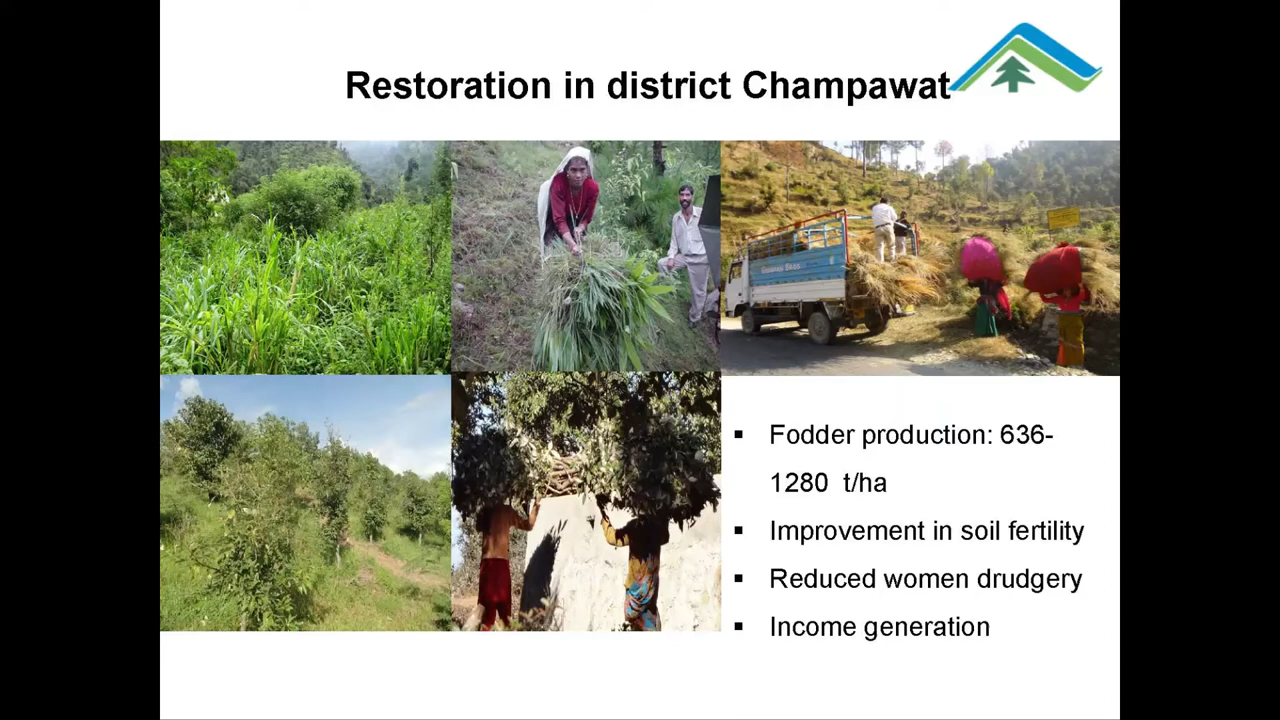 Restoration in district Champawat
▪ Fodder production: 636-
1280 t/ha
▪ Improvement in soil fertility
▪ Reduced women drudgery
▪ Income generation